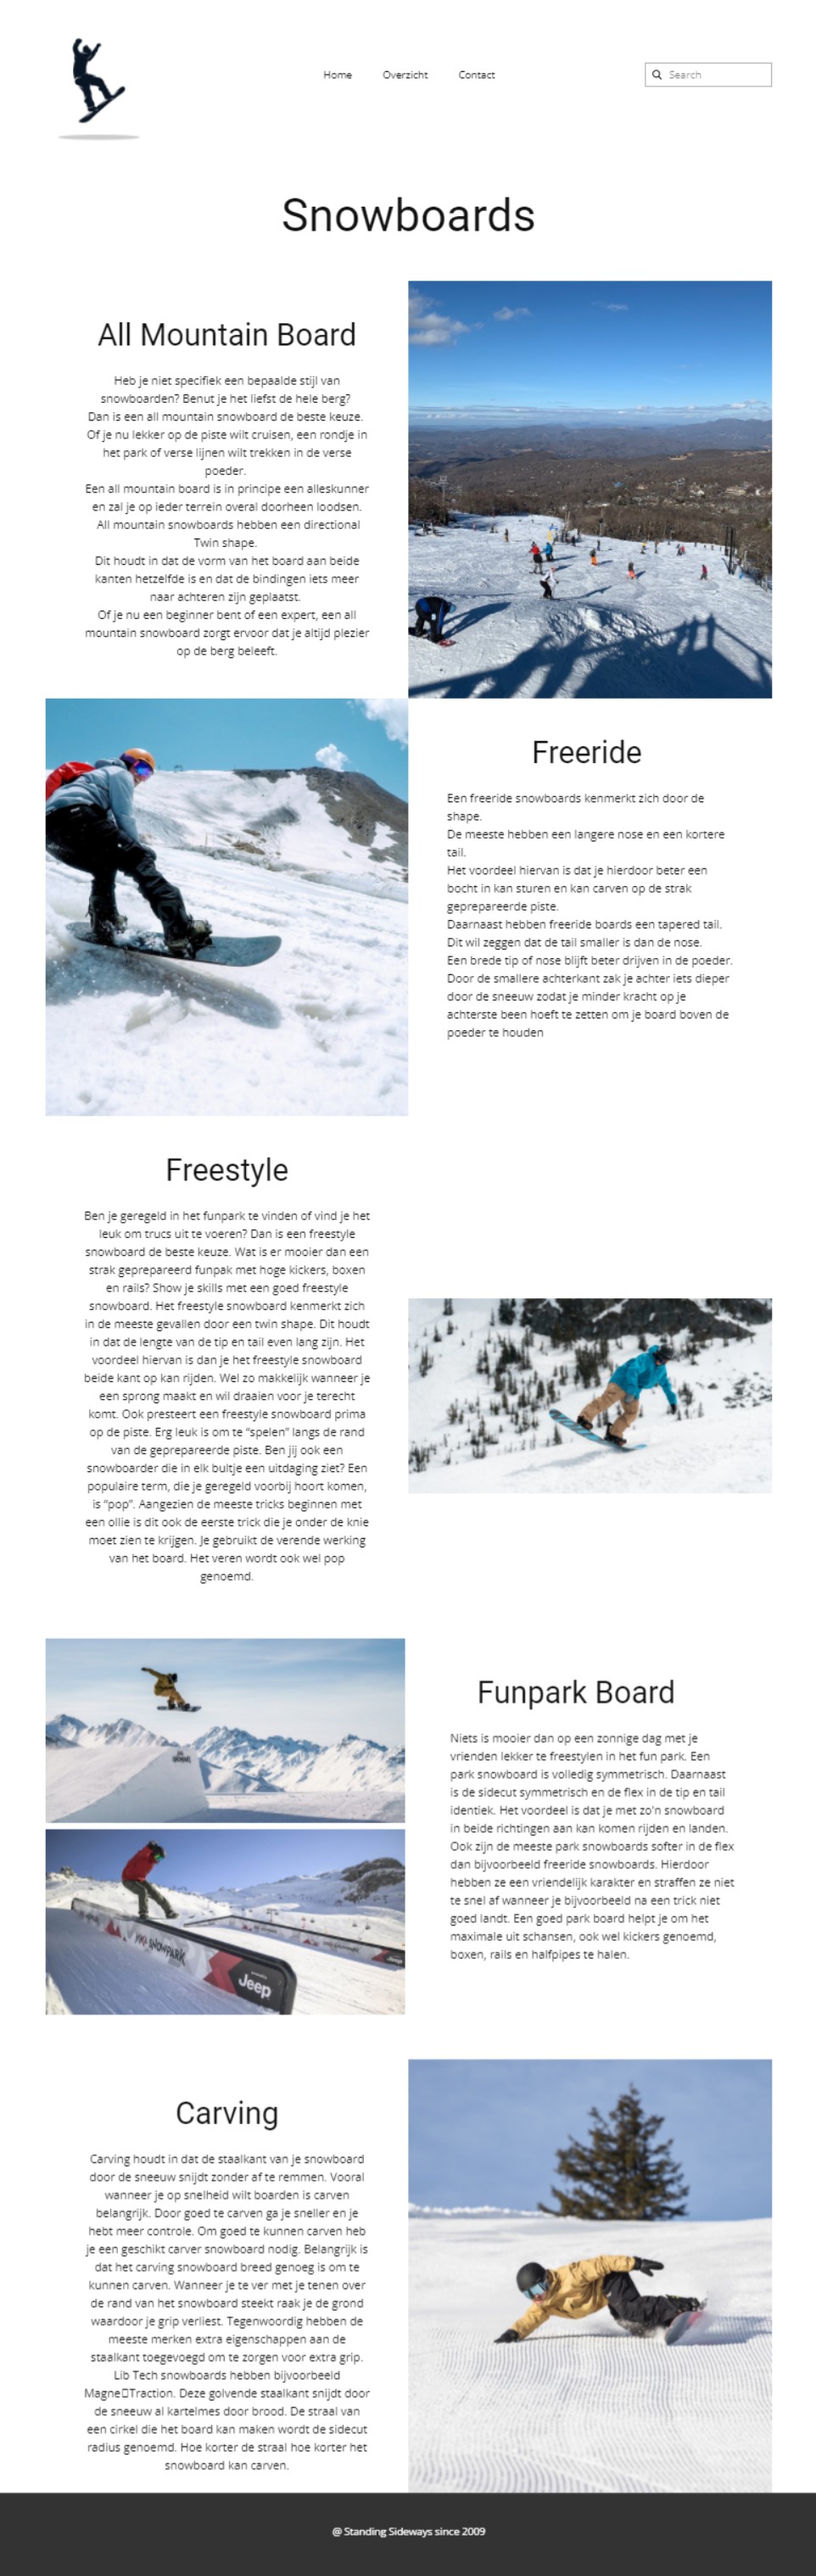 Home
Overzicht
Contact
Search
Snowboards
All Mountain Board
Heb je niet specifiek een bepaalde stijl van
snowboarden? Benut je het liefst de hele berg?
Dan is een all mountain snowboard de beste keuze.
Of je nu lekker op de piste wilt cruisen, een rondje in
het park of verse lijnen wilt trekken in de verse
poeder.
Een all mountain board is in principe een alleskunner
en zal je op ieder terrein overal doorheen loodsen.
All mountain snowboards hebben een directional
Twin shape.
Dit houdt in dat de vorm van het board aan beide
kanten hetzelfde is en dat de bindingen iets meer
naar achteren zijn geplaatst.
Of je nu een beginner bent of een expert, een all
mountain snowboard zorgt ervoor dat je altijd plezier
op de berg beleeft.
Freeride
Een freeride snowboards kenmerkt zich door de
shape.
De meeste hebben een langere nose en een kortere
tail.
Het voordeel hiervan is dat je hierdoor beter een
bocht in kan sturen en kan carven op de strak
geprepareerde piste.
Daarnaast hebben freeride boards een tapered tail.
Dit wil zeggen dat de tail smaller is dan de nose.
Een brede tip of nose blijft beter drijven in de poeder.
Door de smallere achterkant zak je achter iets dieper
door de sneeuw zodat je minder kracht op je
achterste been hoeft te zetten om je board boven de
poeder te houden
Freestyle
Ben je geregeld in het funpark te vinden of vind je het
leuk om trucs uit te voeren? Dan is een freestyle
snowboard de beste keuze. Wat is er mooier dan een
strak geprepareerd funpak met hoge kickers, boxen
en rails? Show je skills met een goed freestyle
snowboard. Het freestyle snowboard kenmerkt zich
in de meeste gevallen door een twin shape. Dit houdt
in dat de lengte van de tip en tail even lang zijn. Het
voordeel hiervan is dan je het freestyle snowboard
beide kant op kan rijden. Wel zo makkelijk wanneer je
een sprong maakt en wil draaien voor je terecht
komt. Ook presteert een freestyle snowboard prima
op de piste. Erg leuk is om te “spelen” langs de rand
van de geprepareerde piste. Ben jij ook een
snowboarder die in elk bultje een uitdaging ziet? Een
populaire term, die je geregeld voorbij hoort komen,
is “pop”. Aangezien de meeste tricks beginnen met
een ollie is dit ook de eerste trick die je onder de knie
moet zien te krijgen. Je gebruikt de verende werking
van het board. Het veren wordt ook wel pop
genoemd.
Funpark Board
Niets is mooier dan op een zonnige dag met je
vrienden lekker te freestylen in het fun park. Een
park snowboard is volledig symmetrisch. Daarnaast
is de sidecut symmetrisch en de flex in de tip en tail
identiek. Het voordeel is dat je met zo'n snowboard
in beide richtingen aan kan komen rijden en landen.
Ook zijn de meeste park snowboards softer in de flex
dan bijvoorbeeld freeride snowboards. Hierdoor
hebben ze een vriendelijk karakter en straffen ze niet
te snel af wanneer je bijvoorbeeld na een trick niet
goed landt. Een goed park board helpt je om het
maximale uit schansen, ook wel kickers genoemd,
boxen, rails en halfpipes te halen.
SNOWPARK
Jeep
Carving
Carving houdt in dat de staalkant van je snowboard
door de sneeuw snijdt zonder af te remmen. Vooral
wanneer je op snelheid wilt boarden is carven
belangrijk. Door goed te carven ga je sneller en je
hebt meer controle. Om goed te kunnen carven heb
je een geschikt carver snowboard nodig. Belangrijk is
dat het carving snowboard breed genoeg is om te
kunnen carven. Wanneer je te ver met je tenen over
de rand van het snowboard steekt raak je de grond
waardoor je grip verliest. Tegenwoordig hebben de
meeste merken extra eigenschappen aan de
staalkant toegevoegd om te zorgen voor extra grip.
Lib Tech snowboards hebben bijvoorbeeld
Magne▯Traction. Deze golvende staalkant snijdt door
de sneeuw al kartelmes door brood. De straal van
een cirkel die het board kan maken wordt de sidecut
radius genoemd. Hoe korter de straal hoe korter het
snowboard kan carven.
@ Standing Sideways since 2009